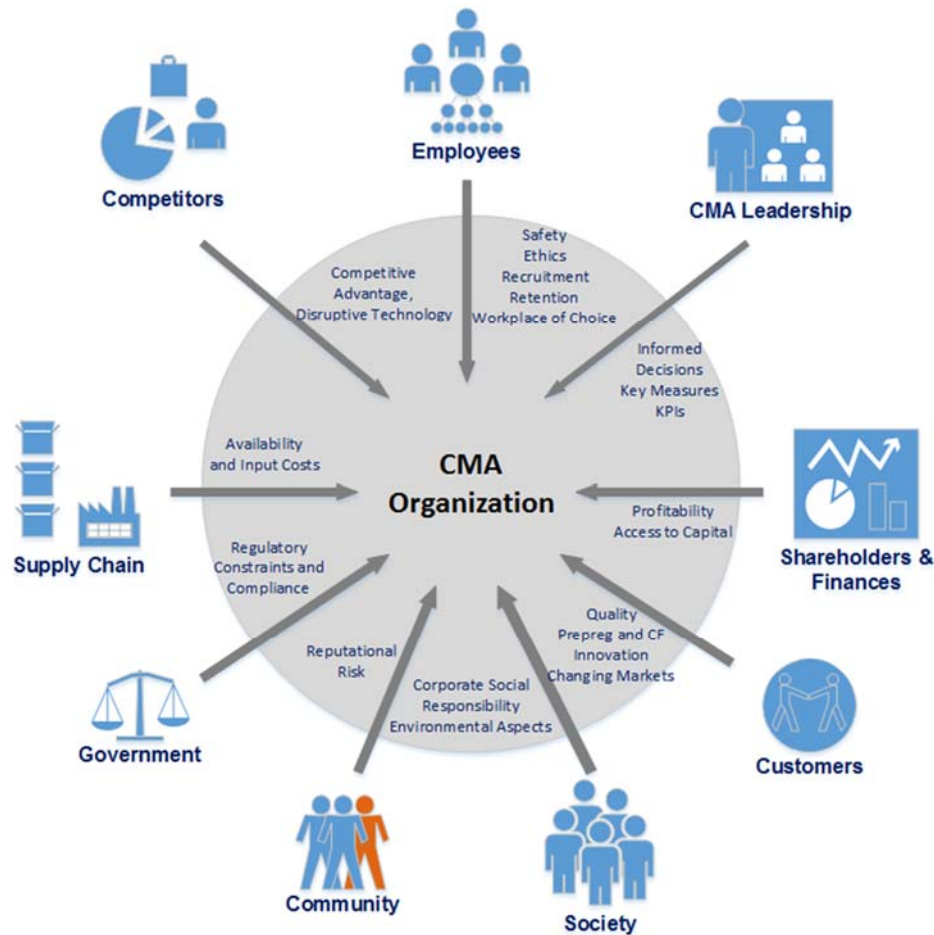 Employees
Competitors
CMA Leadership
Safety
Ethics
Recruitment
Retention
Workplace of Choice
Competitive
Advantage,
Disruptive Technology
Informed
Decisions
Key Measures
KPIs
Availability
and Input Costs
CMA
Organization
Profitability
Access to Capital
Supply Chain
Shareholders &
Finances
Regulatory
Constraints and
Compliance
Quality
Prepreg and CF
Innovation
Changing Markets
Reputational
Risk
Corporate Social
Responsibility
Environmental Aspects
Government
Customers
Community
Society